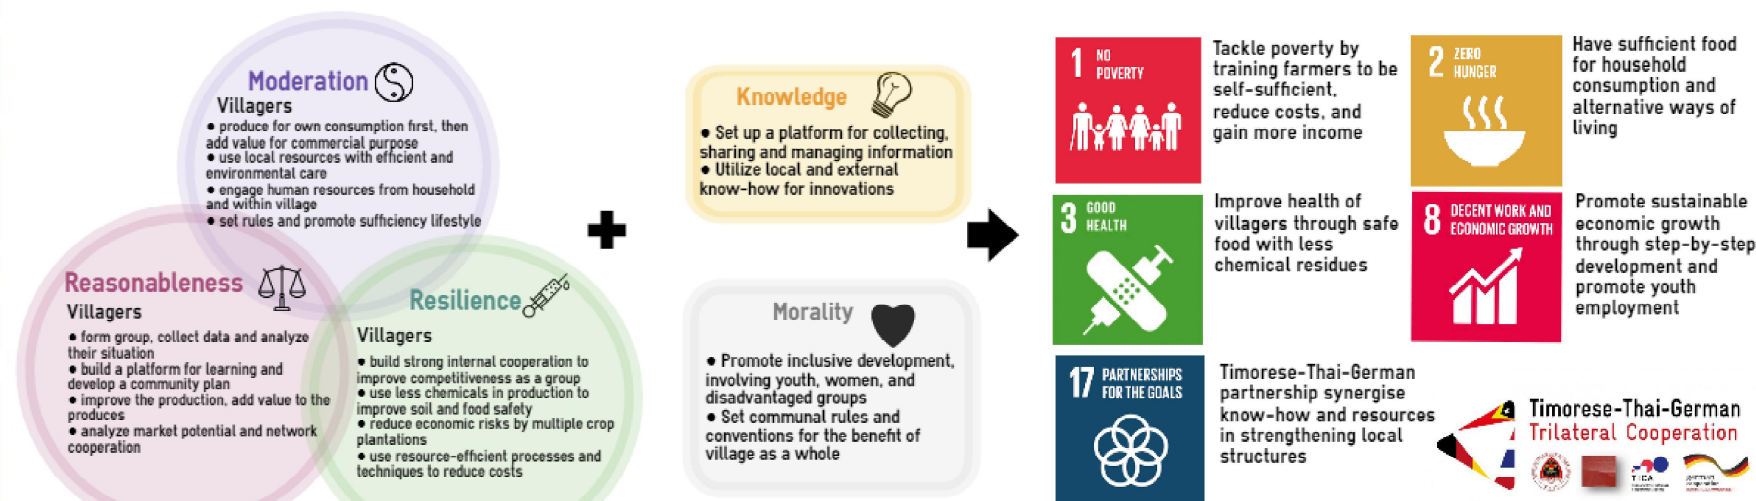 Moderation
Villagers
● produce for own consumption first, then
add value for commercial purpose
● use local resources with efficient and
environmental care
● engage human resources from household
and within village
● set rules and promote sufficiency lifestyle
Reasonableness
Villagers
● form group, collect data and analyze
their situation
● build a platform for learning and
develop a community plan
● improve the production, add value to the
produces
● analyze market potential and network
cooperation
Resilience
Villagers
● build strong internal cooperation to
improve competitiveness as a group
● use less chemicals in production to
improve soil and food safety
● reduce economic risks by multiple crop
plantations
● use resource-efficient processes and
techniques to reduce costs
Knowledge
● Set up a platform for collecting,
sharing and managing information
● Utilize local and external
know-how for innovations
Morality
● Promote inclusive development,
involving youth, women, and
disadvantaged groups
● Set communal rules and
conventions for the benefit of
village as a whole
1 NO
POVERTY
Tackle poverty by
training farmers to be
self-sufficient,
reduce costs, and
gain more income
2 ZERO
HUNGER
Have sufficient food
for household
consumption and
alternative ways of
living
3 GOOD
HEALTH
Improve health of
villagers through safe
food with less
chemical residues
8 DECENT WORK AND
ECONOMIC GROWTH
Promote sustainable
economic growth
through step-by-step
development and
promote youth
employment
17 PARTNERSHIPS
FOR THE GOALS
Timorese-Thai-German
partnership synergise
know-how and resources
in strengthening local
structures
Timorese-Thai-German
Trilateral Cooperation
TICA
german
cooperation